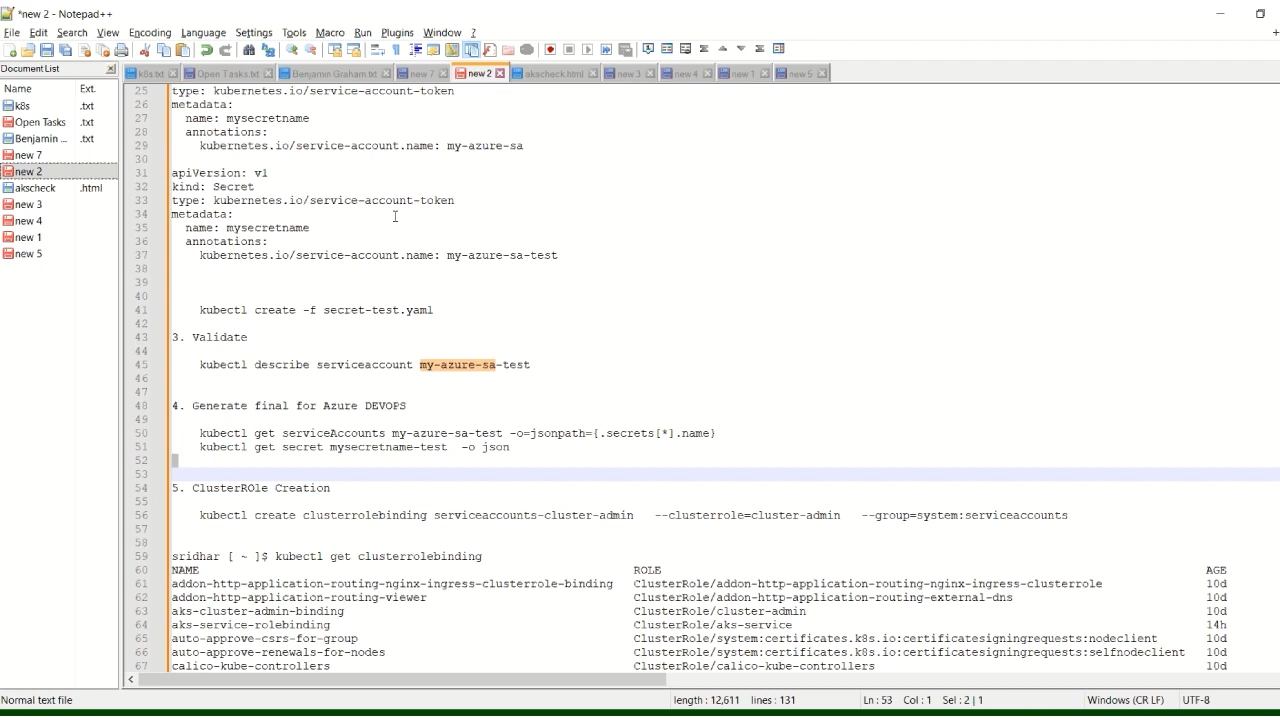 *new 2 - Notepad++
File Edit Search View Encoding Language Settings Tools Macro Run Plugins Window ?
Document List
k8s.txt Open Tasks.txt Benjamin Graham.txt new 7 new 2 akscheck.html new 3 new 4 new 1 new 5
Name Ext.
k8s .txt
Open Tasks .txt
Benjamin ... .txt
new 7
new 2
akscheck .html
new 3
new 4
new 1
new 5
25 type: kubernetes.io/service-account-token
26 metadata:
27 name: mysecretname
28 annotations:
29 kubernetes.io/service-account.name: my-azure-sa
30
31 apiVersion: v1
32 kind: Secret
33 type: kubernetes.io/service-account-token
34 metadata:
35 name: mysecretname
36 annotations:
37 kubernetes.io/service-account.name: my-azure-sa-test
38
39
40
41 kubectl create -f secret-test.yaml
42
43 3. Validate
44
45 kubectl describe serviceaccount my-azure-sa-test
46
47
48 4. Generate final for Azure DEVOPS
49
50 kubectl get serviceAccounts my-azure-sa-test -o=jsonpath={.secrets[*].name}
51 kubectl get secret mysecretname-test -o json
52
53
54 5. ClusterROle Creation
55
56 kubectl create clusterrolebinding serviceaccounts-cluster-admin --clusterrole=cluster-admin --group=system:serviceaccounts
57
58
59 sridhar [ ~ ]$ kubectl get clusterrolebinding
60 NAME ROLE AGE
61 addon-http-application-routing-nginx-ingress-clusterrole-binding ClusterRole/addon-http-application-routing-nginx-ingress-clusterrole 10d
62 addon-http-application-routing-viewer ClusterRole/addon-http-application-routing-external-dns 10d
63 aks-cluster-admin-binding ClusterRole/cluster-admin 10d
64 aks-service-rolebinding ClusterRole/aks-service 14h
65 auto-approve-csrs-for-group ClusterRole/system:certificates.k8s.io:certificatesigningrequests:nodeclient 10d
66 auto-approve-renewals-for-nodes ClusterRole/system:certificates.k8s.io:certificatesigningrequests:selfnodeclient 10d
67 calico-kube-controllers ClusterRole/calico-kube-controllers 10d
Normal text file length : 12,611 lines : 131 Ln : 53 Col : 1 Sel : 2 | 1 Windows (CR LF) UTF-8